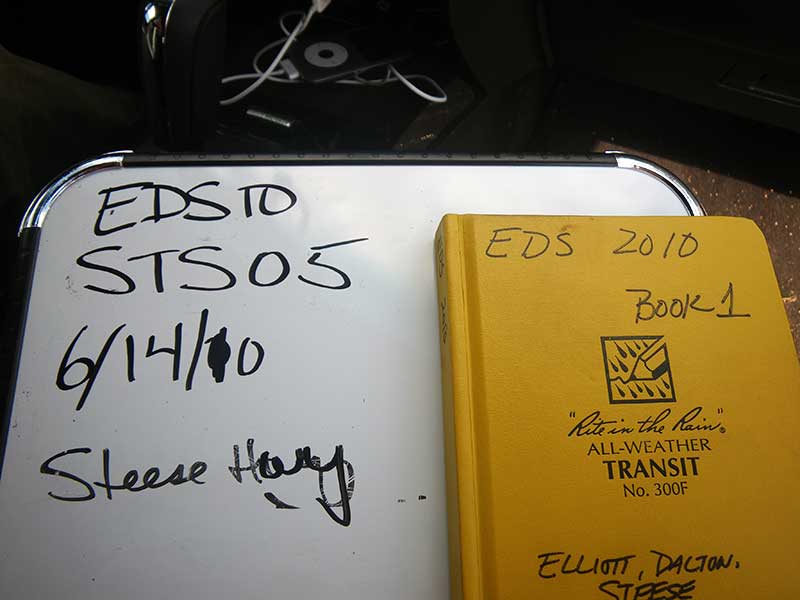 EDS10
STS05
6/14/10
Steese Hwy
EDS 2010
Book 1
"Rite in the Rain"®
ALL-WEATHER
TRANSIT
No. 300F
ELLIOTT, DALTON.
STEESE